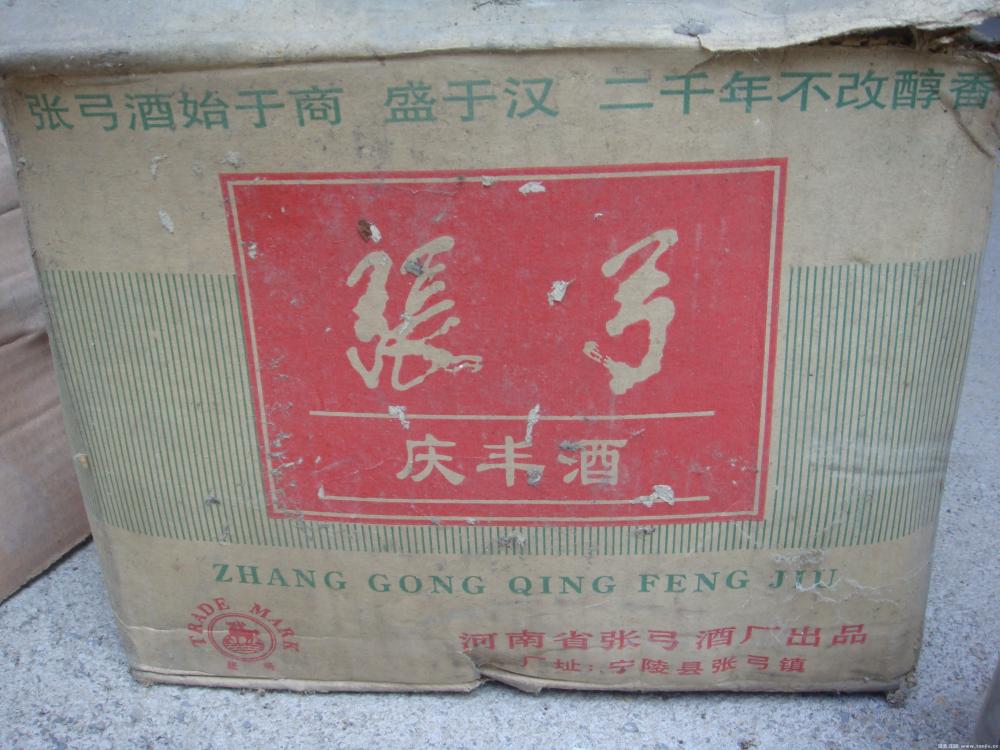 张弓酒始于商 盛于汉 二千年不改醇香
張弓
庆丰酒
ZHANG GONG QING FENG JIU
TRADE MARK
河南省张弓酒厂出品
厂址：宁陵县张弓镇